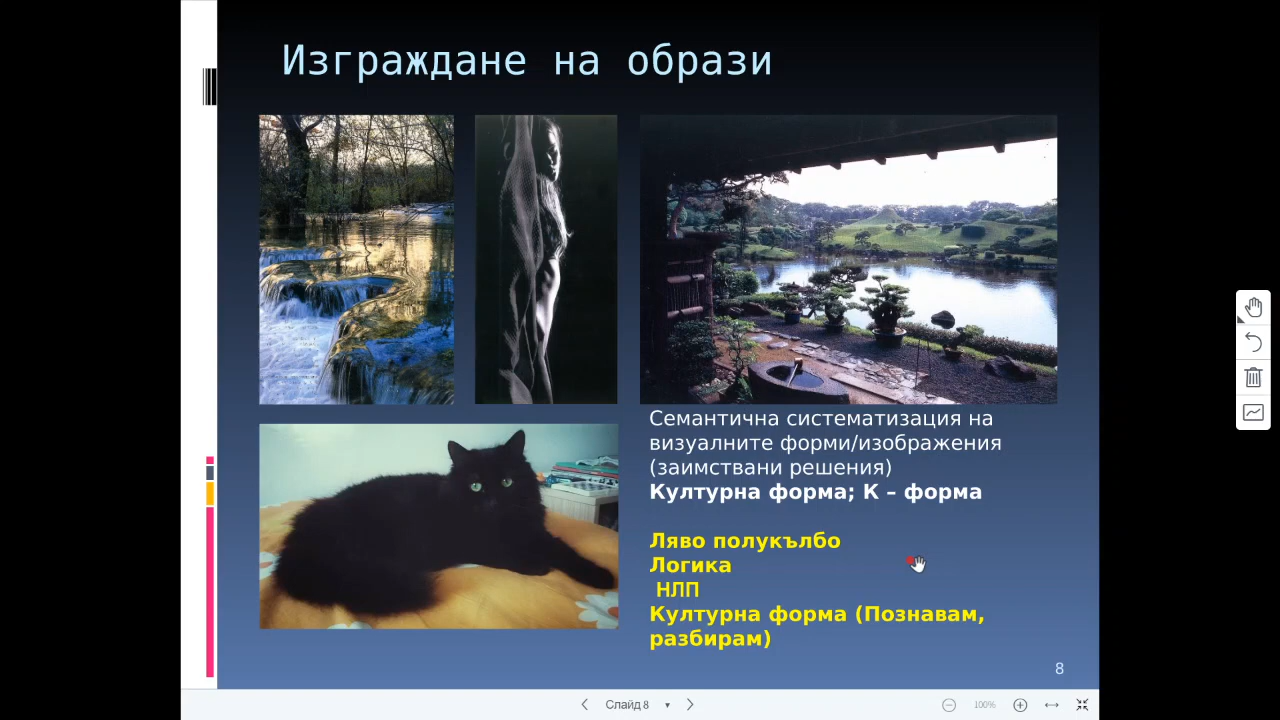 Изграждане на образи
Семантична систематизация на
визуалните форми/изображения
(заимствани решения)
Културна форма; К – форма
Ляво полукълбо
Логика
НЛП
Културна форма (Познавам,
разбирам)
8
Слайд 8
100%